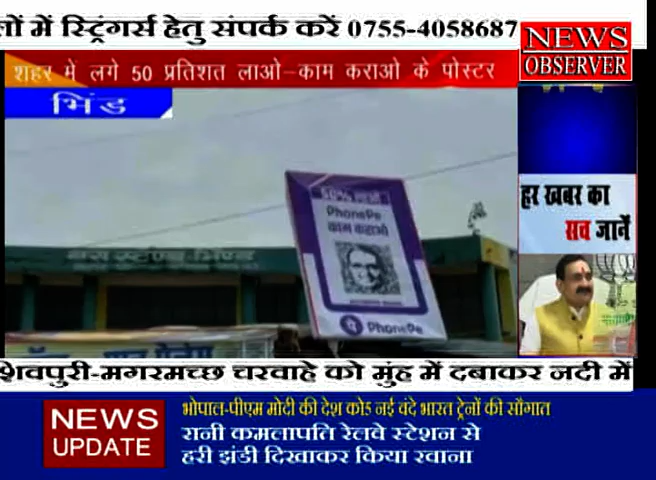 लों में स्ट्रिंगर्स हेतु संपर्क करें 0755-4058687
NEWS
OBSERVER
शहर में लगे 50 प्रतिशत लाओ-काम कराओ के पोस्टर
भिंड
हर खबर का
सच जानें
50% लाओ
PhonePe
काम कराओ
PhonePe
शिवपुरी-मगरमच्छ चरवाहे को मुंह में दबाकर नदी में
NEWS
UPDATE
भोपाल-पीएम मोदी की देश को5 नई वंदे भारत ट्रेनों की सौगात
रानी कमलापति रेलवे स्टेशन से
हरी झंडी दिखाकर किया रवाना